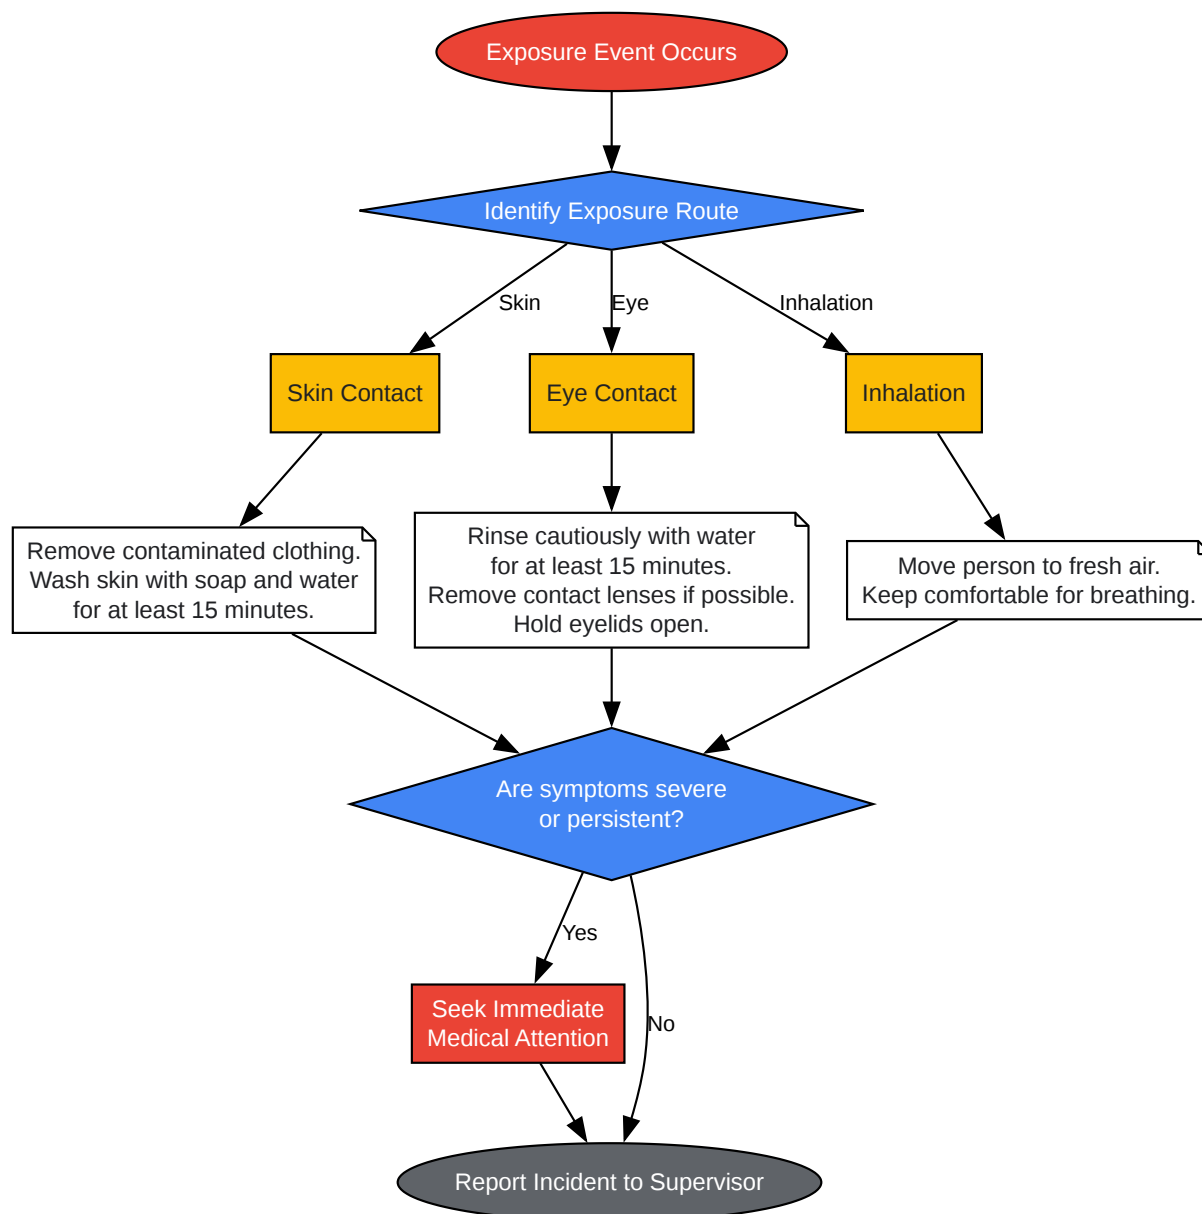 Exposure Event Occurs
Identify Exposure Route
Skin
Eye
Inhalation
Skin Contact
Eye Contact
Inhalation
Remove contaminated clothing.
Wash skin with soap and water
for at least 15 minutes.
Rinse cautiously with water
for at least 15 minutes.
Remove contact lenses if possible.
Hold eyelids open.
Move person to fresh air.
Keep comfortable for breathing.
Are symptoms severe
or persistent?
Yes
Seek Immediate
Medical Attention
No
Report Incident to Supervisor